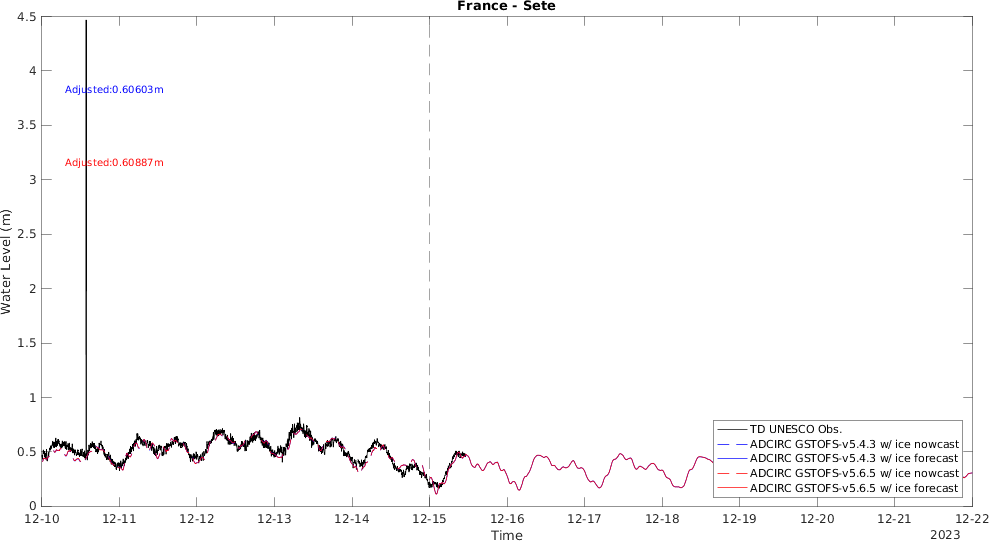 France - Sete
4.5
4
3.5
3
2.5
2
1.5
1
0.5
0
Water Level (m)
Adjusted:0.60603m
Adjusted:0.60887m
TD UNESCO Obs.
ADCIRC GSTOFS-v5.4.3 w/ ice nowcast
ADCIRC GSTOFS-v5.4.3 w/ ice forecast
ADCIRC GSTOFS-v5.6.5 w/ ice nowcast
ADCIRC GSTOFS-v5.6.5 w/ ice forecast
12-10 12-11 12-12 12-13 12-14 12-15 12-16 12-17 12-18 12-19 12-20 12-21 12-22
Time
2023